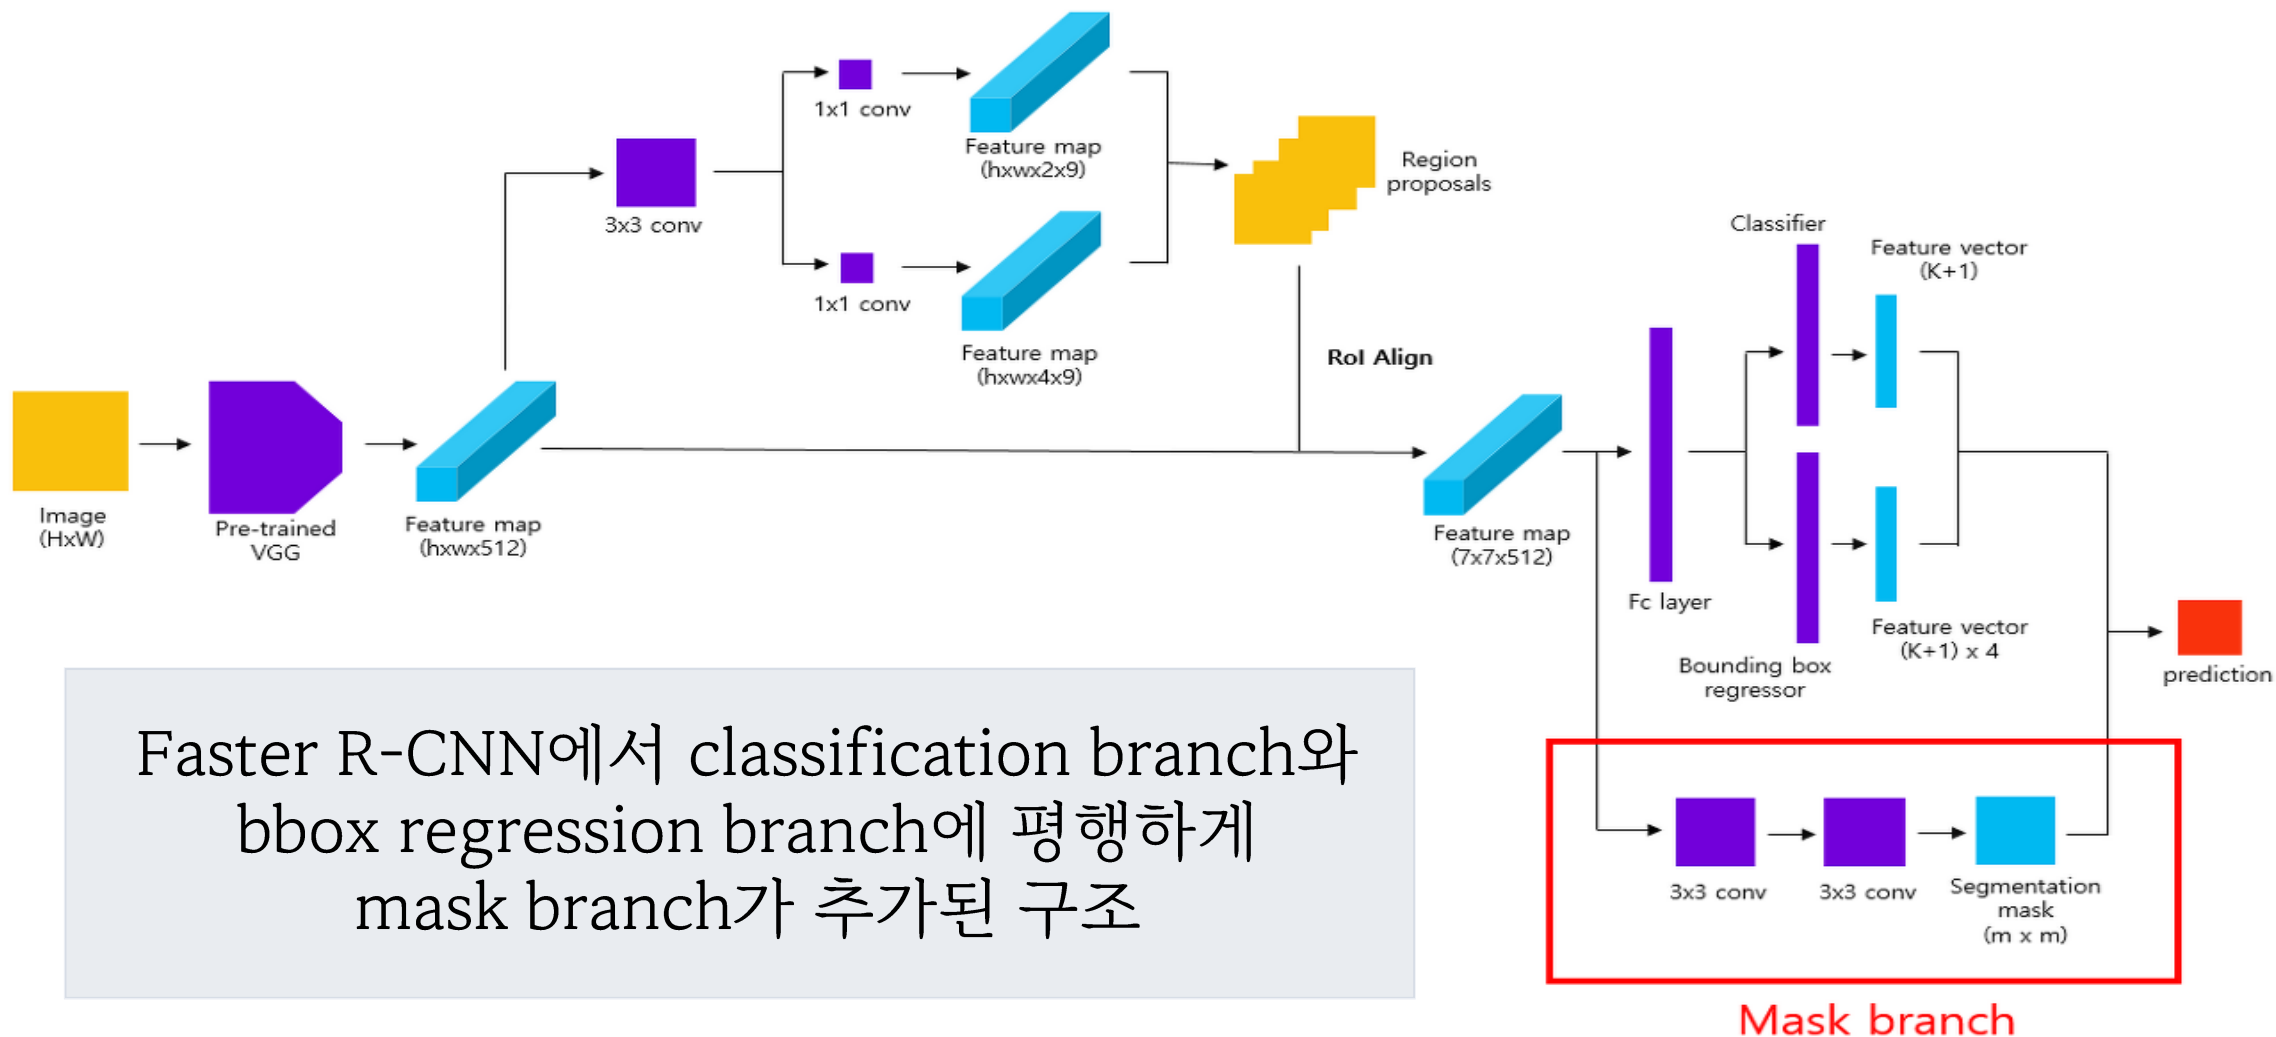 1x1 conv
Feature map
(hxwx2x9)
Region
proposals
3x3 conv
1x1 conv
Feature map
(hxwx4x9)
RoI Align
Classifier
Feature vector
(K+1)
Image
(HxW)
Pre-trained
VGG
Feature map
(hxwx512)
Feature map
(7x7x512)
Fc layer
Bounding box
regressor
Feature vector
(K+1) x 4
prediction
Faster R-CNN에서 classification branch와
bbox regression branch에 평행하게
mask branch가 추가된 구조
3x3 conv
3x3 conv
Segmentation
mask
(m x m)
Mask branch